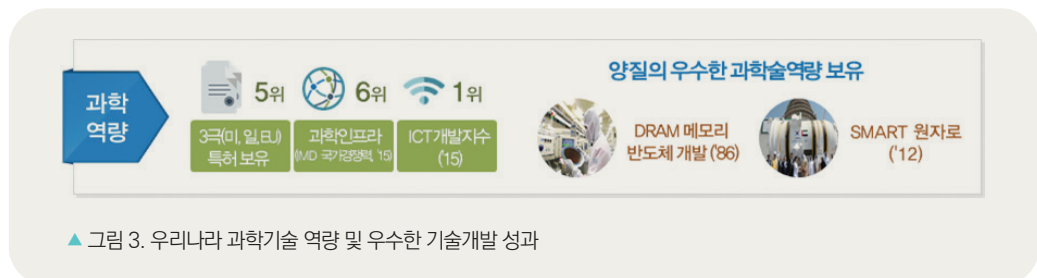 과학
역량
5위
3극(미, 일, EU)
특허 보유
6위
과학인프라
(IMD 국가경쟁력, '15)
1위
ICT 개발지수
('15)
양질의 우수한 과학술역량 보유
DRAM 메모리
반도체 개발 ('86)
SMART 원자로
('12)
▲ 그림 3. 우리나라 과학기술 역량 및 우수한 기술개발 성과